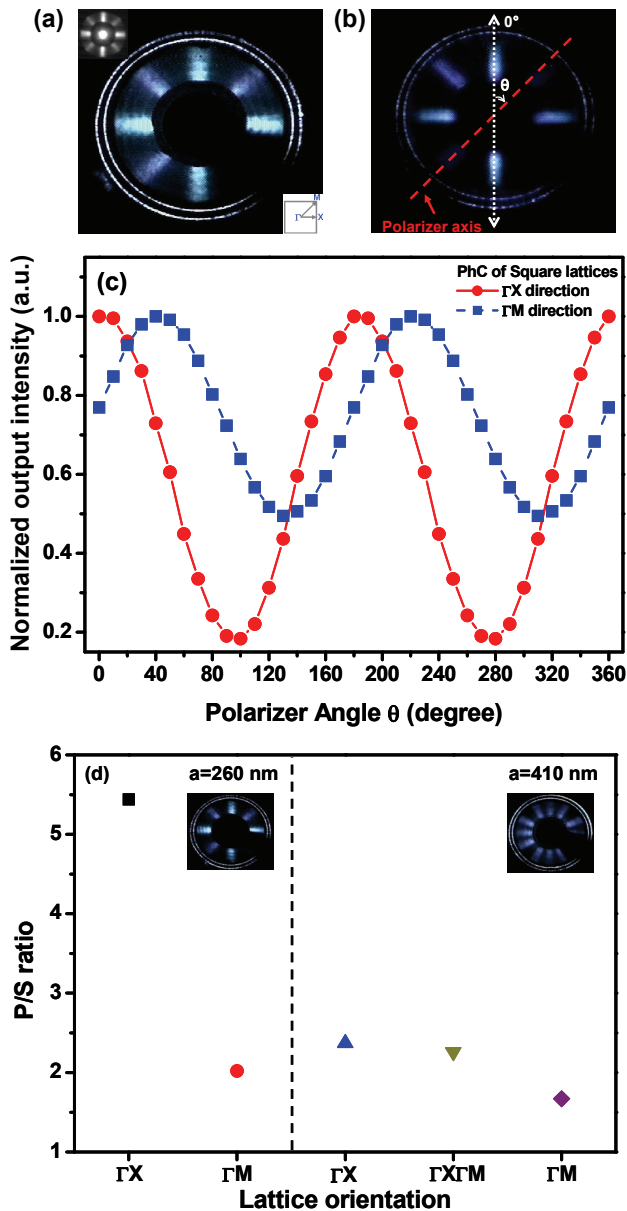 (a)
M
Γ
X
(b)
0°
θ
Polarizer axis
(c)
PhC of Square lattices
ΓX direction
ΓM direction
Normalized output intensity (a.u.)
1.0
0.8
0.6
0.4
0.2
0 40 80 120 160 200 240 280 320 360
Polarizer Angle θ (degree)
(d)
a=260 nm
a=410 nm
P/S ratio
6
5
4
3
2
1
ΓX ΓM ΓX ΓXΓM ΓM
Lattice orientation